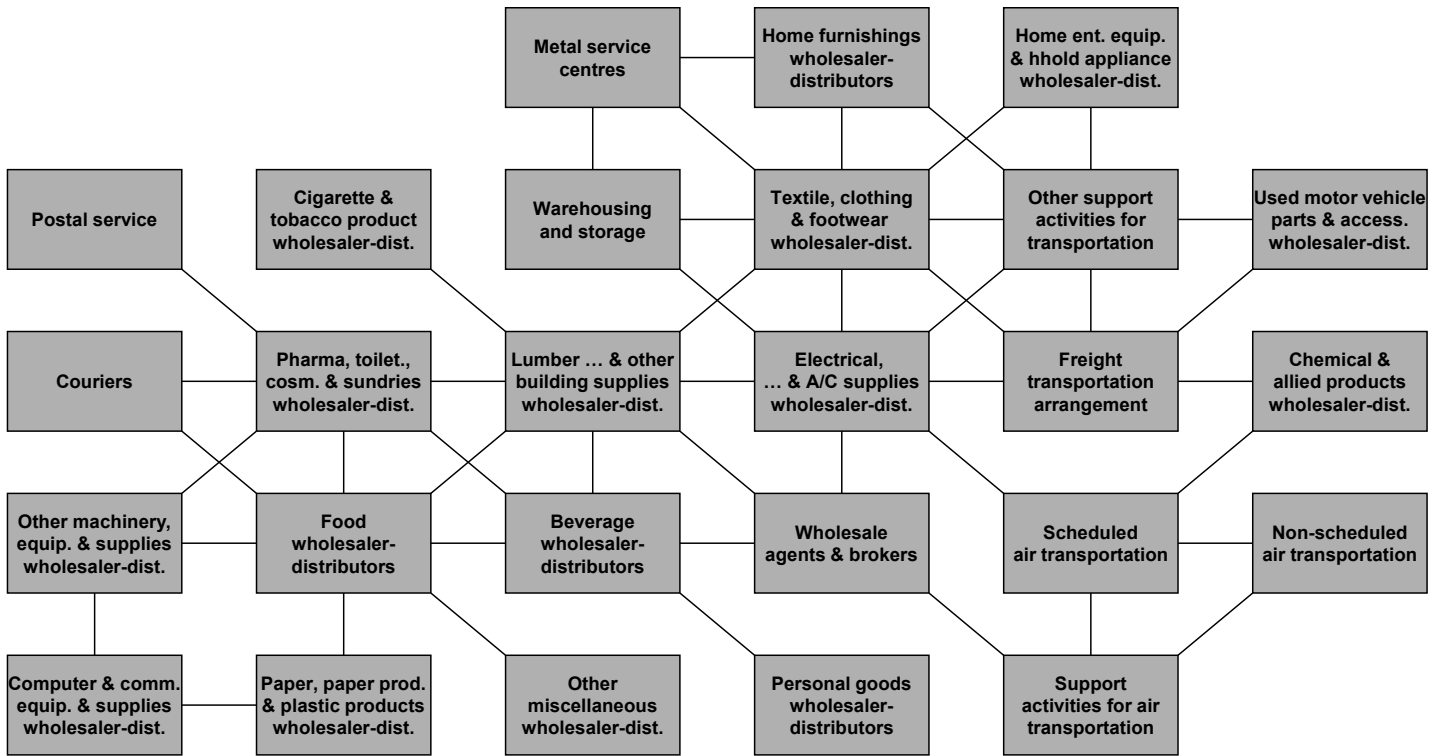 Metal service
centres
Home furnishings
wholesaler-
distributors
Home ent. equip.
& hhold appliance
wholesaler-dist.
Postal service
Cigarette &
tobacco product
wholesaler-dist.
Warehousing
and storage
Textile, clothing
& footwear
wholesaler-dist.
Other support
activities for
transportation
Used motor vehicle
parts & access.
wholesaler-dist.
Couriers
Pharma, toilet.,
cosm. & sundries
wholesaler-dist.
Lumber … & other
building supplies
wholesaler-dist.
Electrical,
… & A/C supplies
wholesaler-dist.
Freight
transportation
arrangement
Chemical &
allied products
wholesaler-dist.
Other machinery,
equip. & supplies
wholesaler-dist.
Food
wholesaler-
distributors
Beverage
wholesaler-
distributors
Wholesale
agents & brokers
Scheduled
air transportation
Non-scheduled
air transportation
Computer & comm.
equip. & supplies
wholesaler-dist.
Paper, paper prod.
& plastic products
wholesaler-dist.
Other
miscellaneous
wholesaler-dist.
Personal goods
wholesaler-
distributors
Support
activities for air
transportation